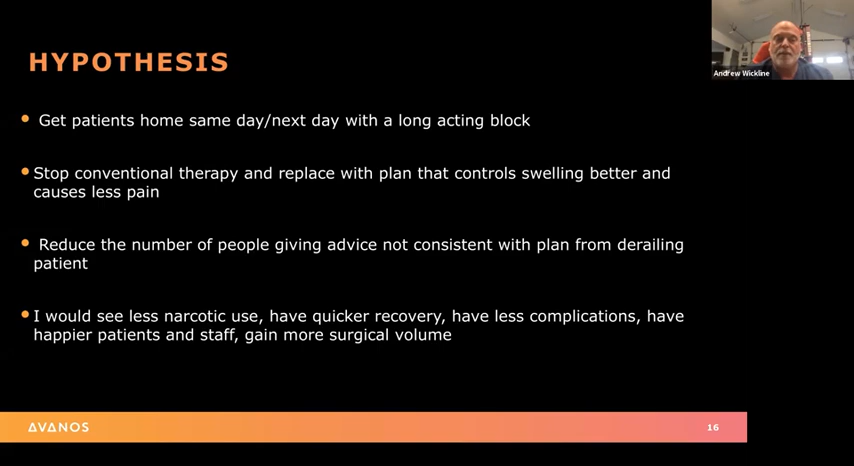 Andrew Wickline
HYPOTHESIS
• Get patients home same day/next day with a long acting block
• Stop conventional therapy and replace with plan that controls swelling better and
causes less pain
• Reduce the number of people giving advice not consistent with plan from derailing
patient
• I would see less narcotic use, have quicker recovery, have less complications, have
happier patients and staff, gain more surgical volume
AVANOS
16